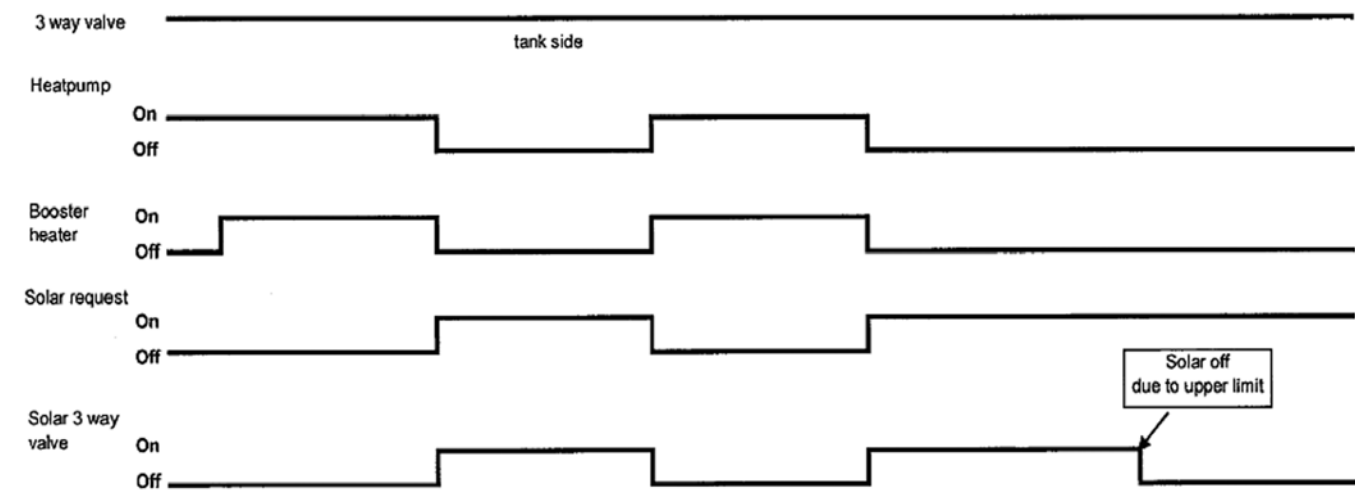 3 way valve
tank side
Heatpump
On
Off
Booster
heater
On
Off
Solar request
On
Off
Solar off
due to upper limit
Solar 3 way
valve
On
Off